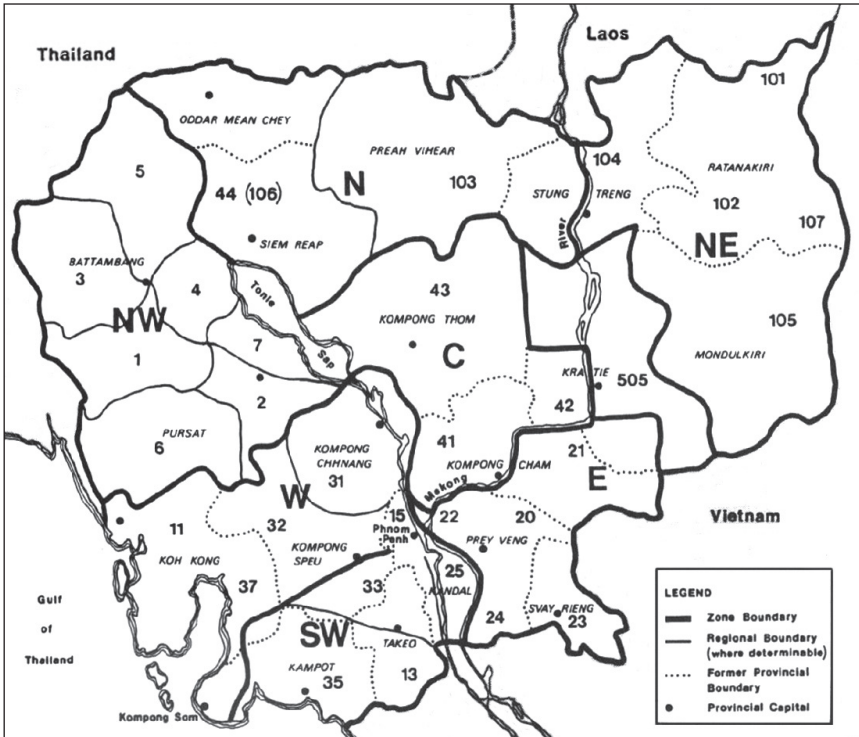 Thailand
Laos
101
ODDAR MEAN CHEY
PREAH VIHEAR
104
RATANAKIRI
5
44 (106)
N
103
STUNG
TRENG
102
107
SIEM REAP
River
NE
BATTAMBANG
3
4
Tonle
43
NW
KOMPONG THOM
105
7
Sap
1
C
MONDULKIRI
KRATIE
505
2
42
PURSAT
6
KOMPONG
CHHNANG
31
41
KOMPONG
CHAM
21
E
W
Mekong
11
32
15
22
20
Vietnam
Phnom
Penh
PREY VENG
KOH KONG
KOMPONG
SPEU
37
33
25
KANDAL
Gulf
of
Thailand
SW
TAKEO
24
SVAY RIENG
23
KAMPOT
35
13
Kompong Som
LEGEND
Zone Boundary
Regional Boundary
(where determinable)
Former Provincial
Boundary
Provincial Capital